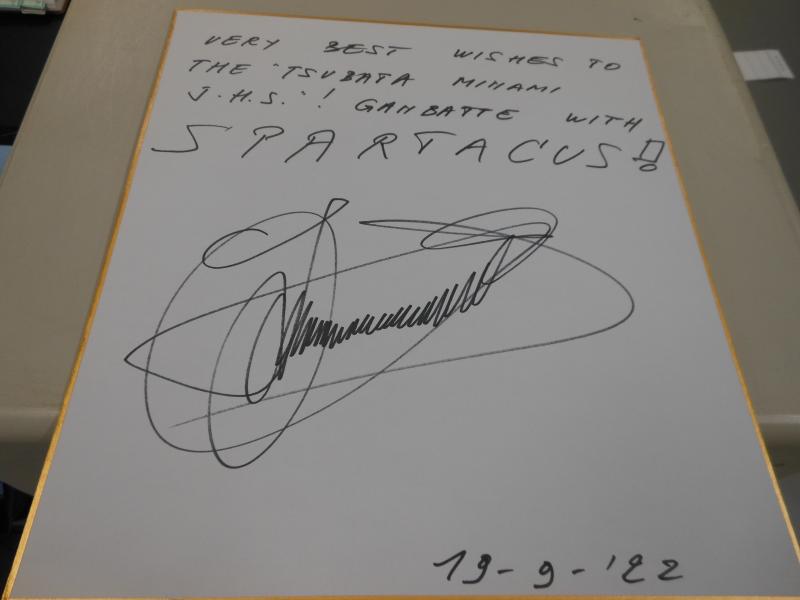 VERY BEST WISHES TO
THE "TSUBATA MINAMI
J.H.S."! GANBATTE WITH
SPARTACUS!
19-9-'22